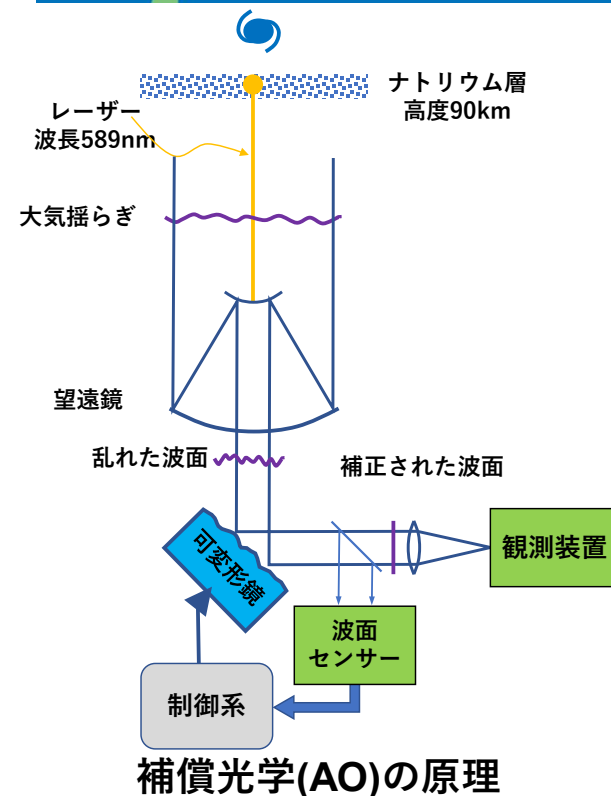 ナトリウム層
高度90km
レーザー
波長589nm
大気揺らぎ
望遠鏡
乱れた波面
補正された波面
可変形鏡
観測装置
波面
センサー
制御系
補償光学(AO)の原理